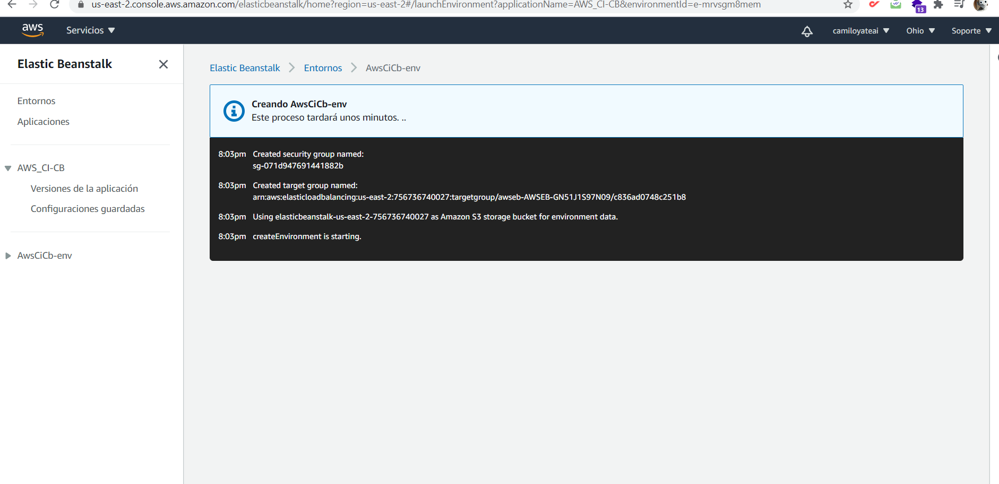 us-east-2.console.aws.amazon.com/elasticbeanstalk/home?region=us-east-2#/launchEnvironment?applicationName=AWS_CI-CB&environmentId=e-mrvsgm8mem
13
aws
Servicios
camiloyateai
Ohio
Soporte
Elastic Beanstalk
Entornos
Aplicaciones
AWS_CI-CB
Versiones de la aplicación
Configuraciones guardadas
AwsCiCb-env
Elastic Beanstalk
Entornos
AwsCiCb-env
Creando AwsCiCb-env
Este proceso tardará unos minutos. ..
8:03pm Created security group named:
sg-071d947691441882b
8:03pm Created target group named:
arn:aws:elasticloadbalancing:us-east-2:756736740027:targetgroup/awseb-AWSEB-GN51J1S97N09/c836ad0748c251b8
8:03pm Using elasticbeanstalk-us-east-2-756736740027 as Amazon S3 storage bucket for environment data.
8:03pm createEnvironment is starting.